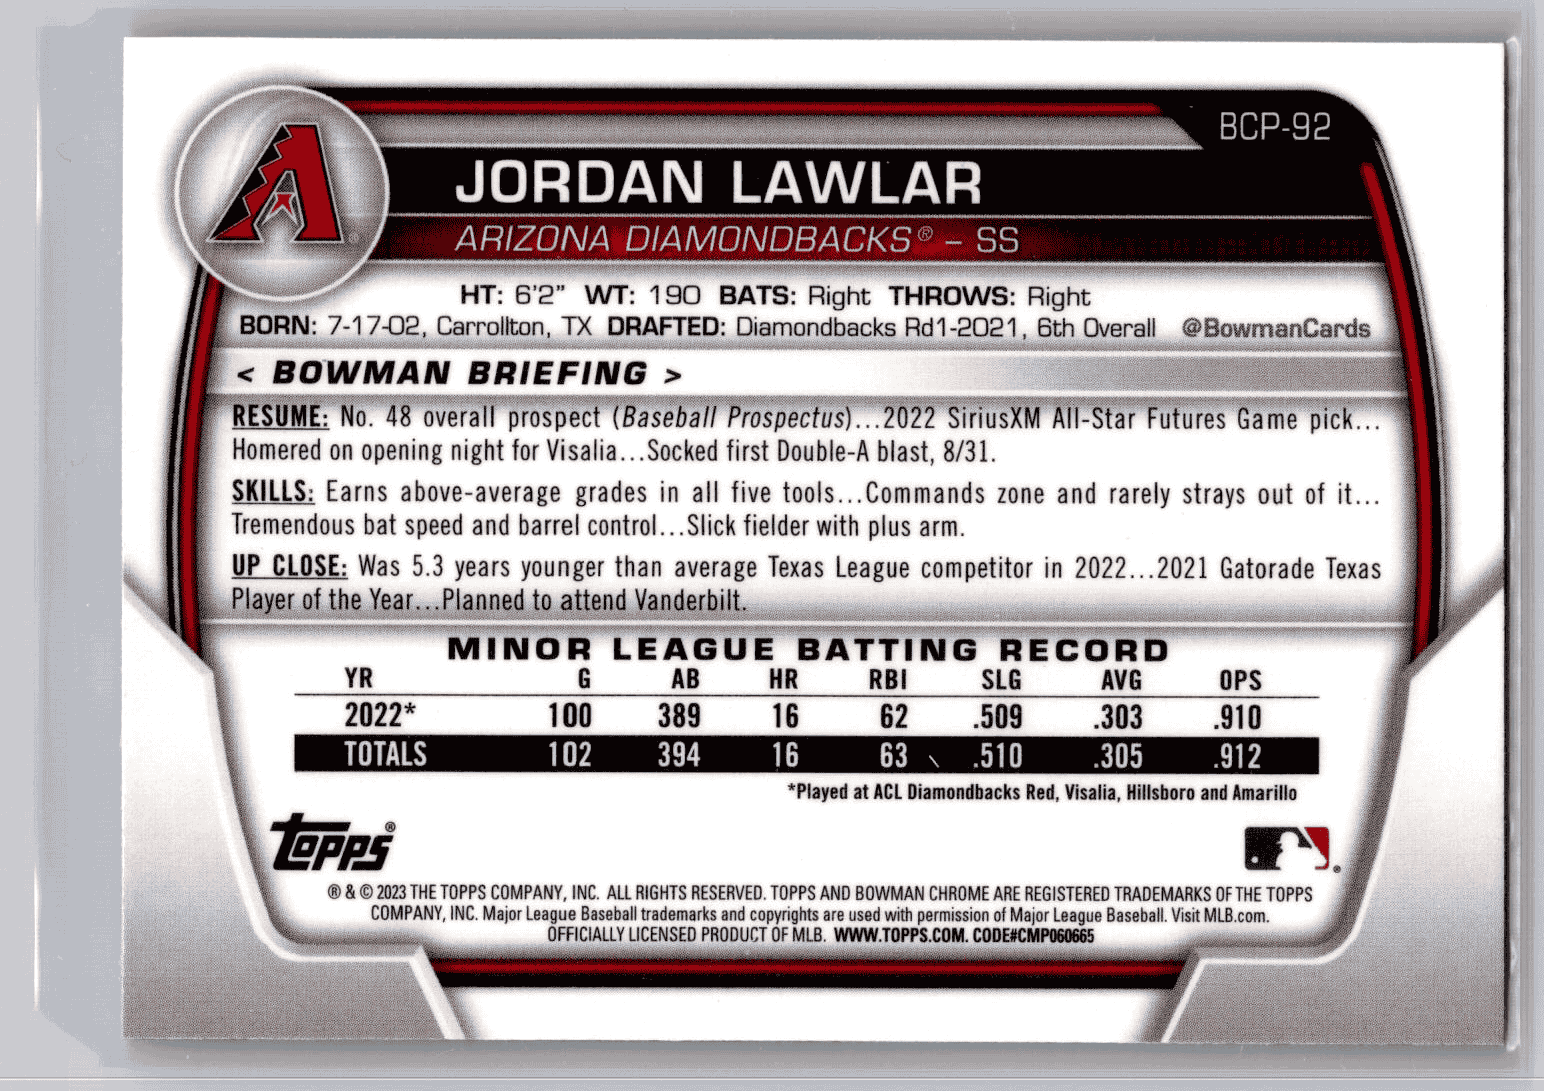 BCP-92
JORDAN LAWLAR
ARIZONA DIAMONDBACKS® – SS
HT: 6'2" WT: 190 BATS: Right THROWS: Right
BORN: 7-17-02, Carrollton, TX DRAFTED: Diamondbacks Rd1-2021, 6th Overall @BowmanCards
< BOWMAN BRIEFING >
RESUME: No. 48 overall prospect (Baseball Prospectus)...2022 SiriusXM All-Star Futures Game pick...
Homered on opening night for Visalia...Socked first Double-A blast, 8/31.
SKILLS: Earns above-average grades in all five tools...Commands zone and rarely strays out of it...
Tremendous bat speed and barrel control...Slick fielder with plus arm.
UP CLOSE: Was 5.3 years younger than average Texas League competitor in 2022...2021 Gatorade Texas
Player of the Year...Planned to attend Vanderbilt.
MINOR LEAGUE BATTING RECORD
YR G AB HR RBI SLG AVG OPS
2022* 100 389 16 62 .509 .303 .910
TOTALS 102 394 16 63 .510 .305 .912
*Played at ACL Diamondbacks Red, Visalia, Hillsboro and Amarillo
Topps®
® & © 2023 THE TOPPS COMPANY, INC. ALL RIGHTS RESERVED. TOPPS AND BOWMAN CHROME ARE REGISTERED TRADEMARKS OF THE TOPPS
COMPANY, INC. Major League Baseball trademarks and copyrights are used with permission of Major League Baseball. Visit MLB.com.
OFFICIALLY LICENSED PRODUCT OF MLB. WWW.TOPPS.COM. CODE#CMP060665